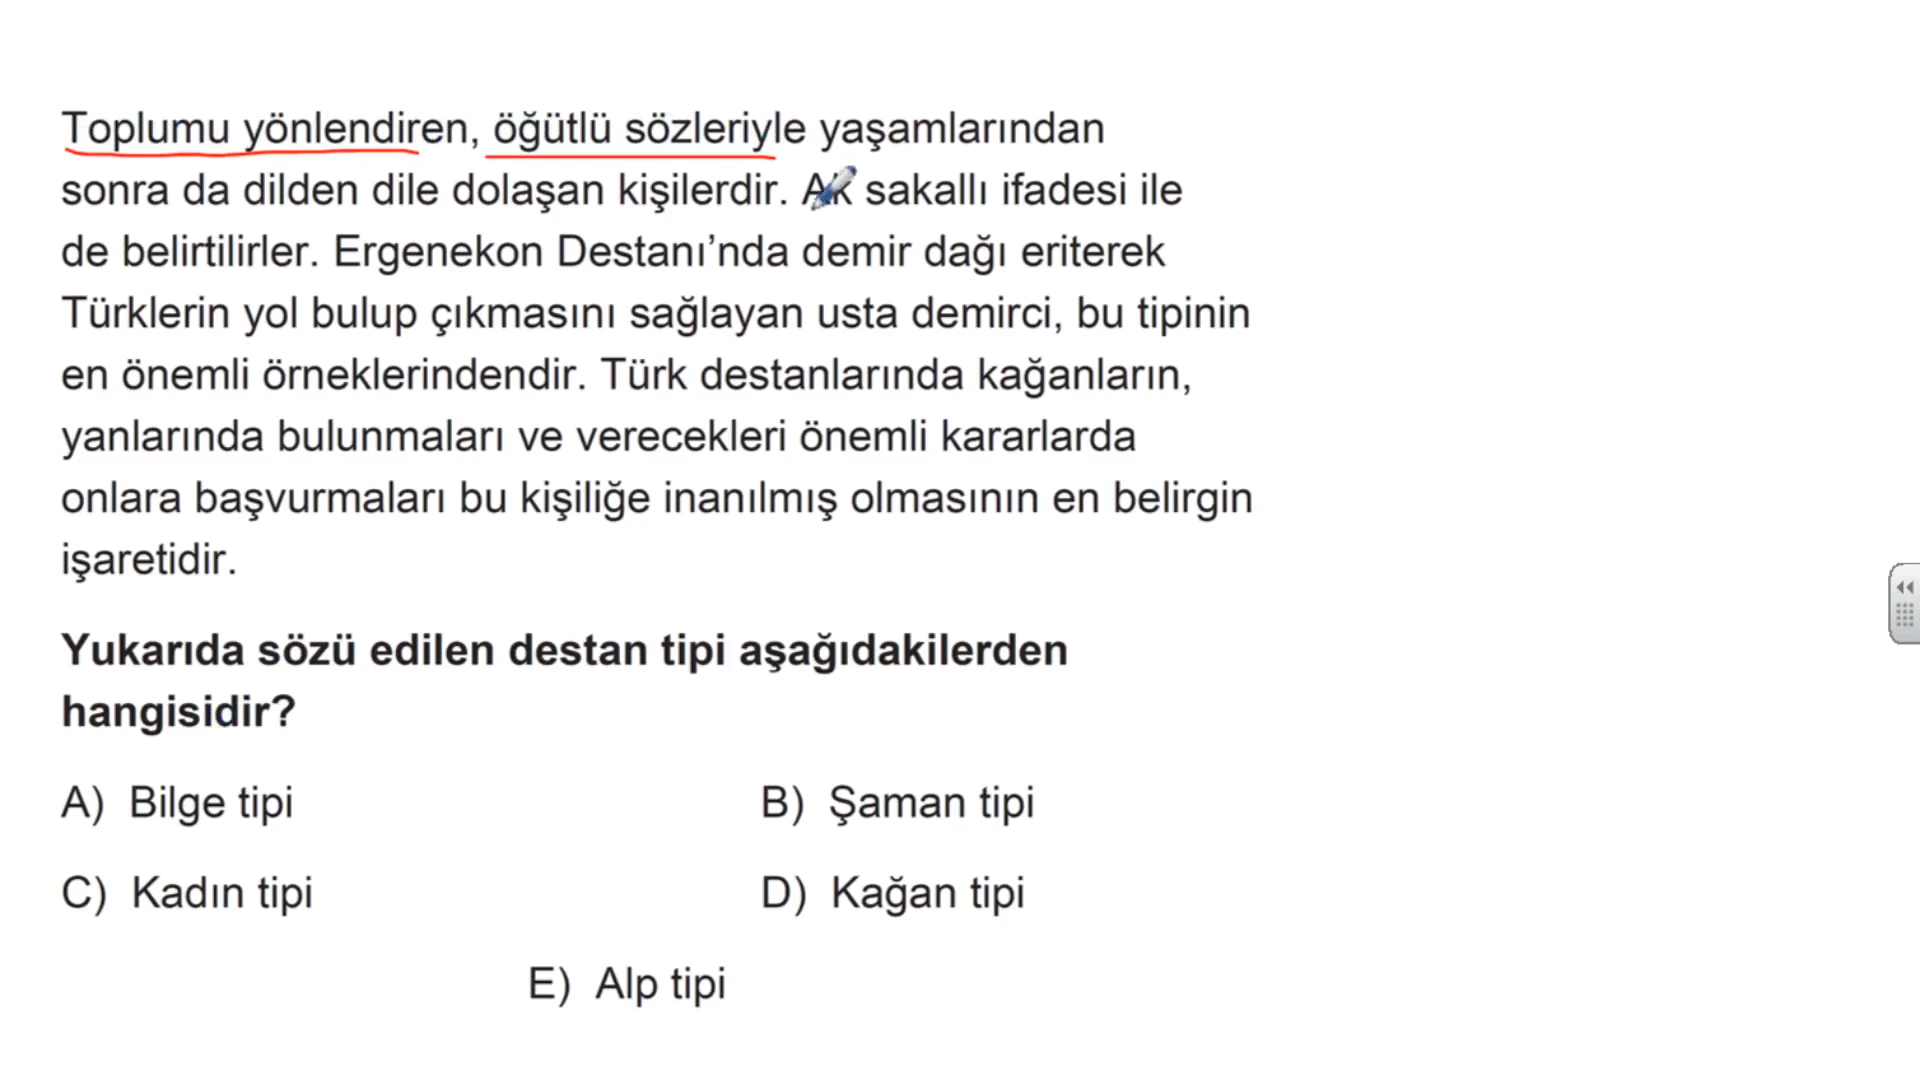 Toplumu yönlendiren, öğütlü sözleriyle yaşamlarından
sonra da dilden dile dolaşan kişilerdir. Ak sakallı ifadesi ile
de belirtilirler. Ergenekon Destanı’nda demir dağı eriterek
Türklerin yol bulup çıkmasını sağlayan usta demirci, bu tipinin
en önemli örneklerindendir. Türk destanlarında kağanların,
yanlarında bulunmaları ve verecekleri önemli kararlarda
onlara başvurmaları bu kişiliğe inanılmış olmasının en belirgin
işaretidir.
Yukarıda sözü edilen destan tipi aşağıdakilerden
hangisidir?
A) Bilge tipi
B) Şaman tipi
C) Kadın tipi
D) Kağan tipi
E) Alp tipi